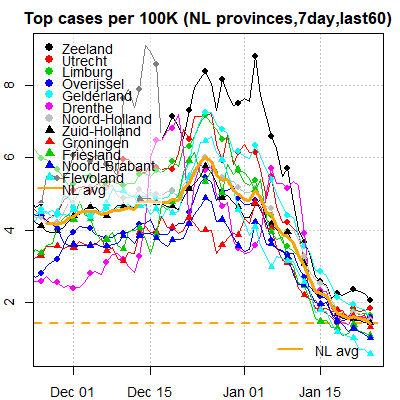 Top cases per 100K (NL provinces,7day,last60)
Zeeland
Utrecht
Limburg
Overijssel
Gelderland
Drenthe
Noord-Holland
Zuid-Holland
Groningen
Friesland
Noord-Brabant
Flevoland
NL avg
8
6
4
2
NL avg
Dec 01 Dec 15 Jan 01 Jan 15